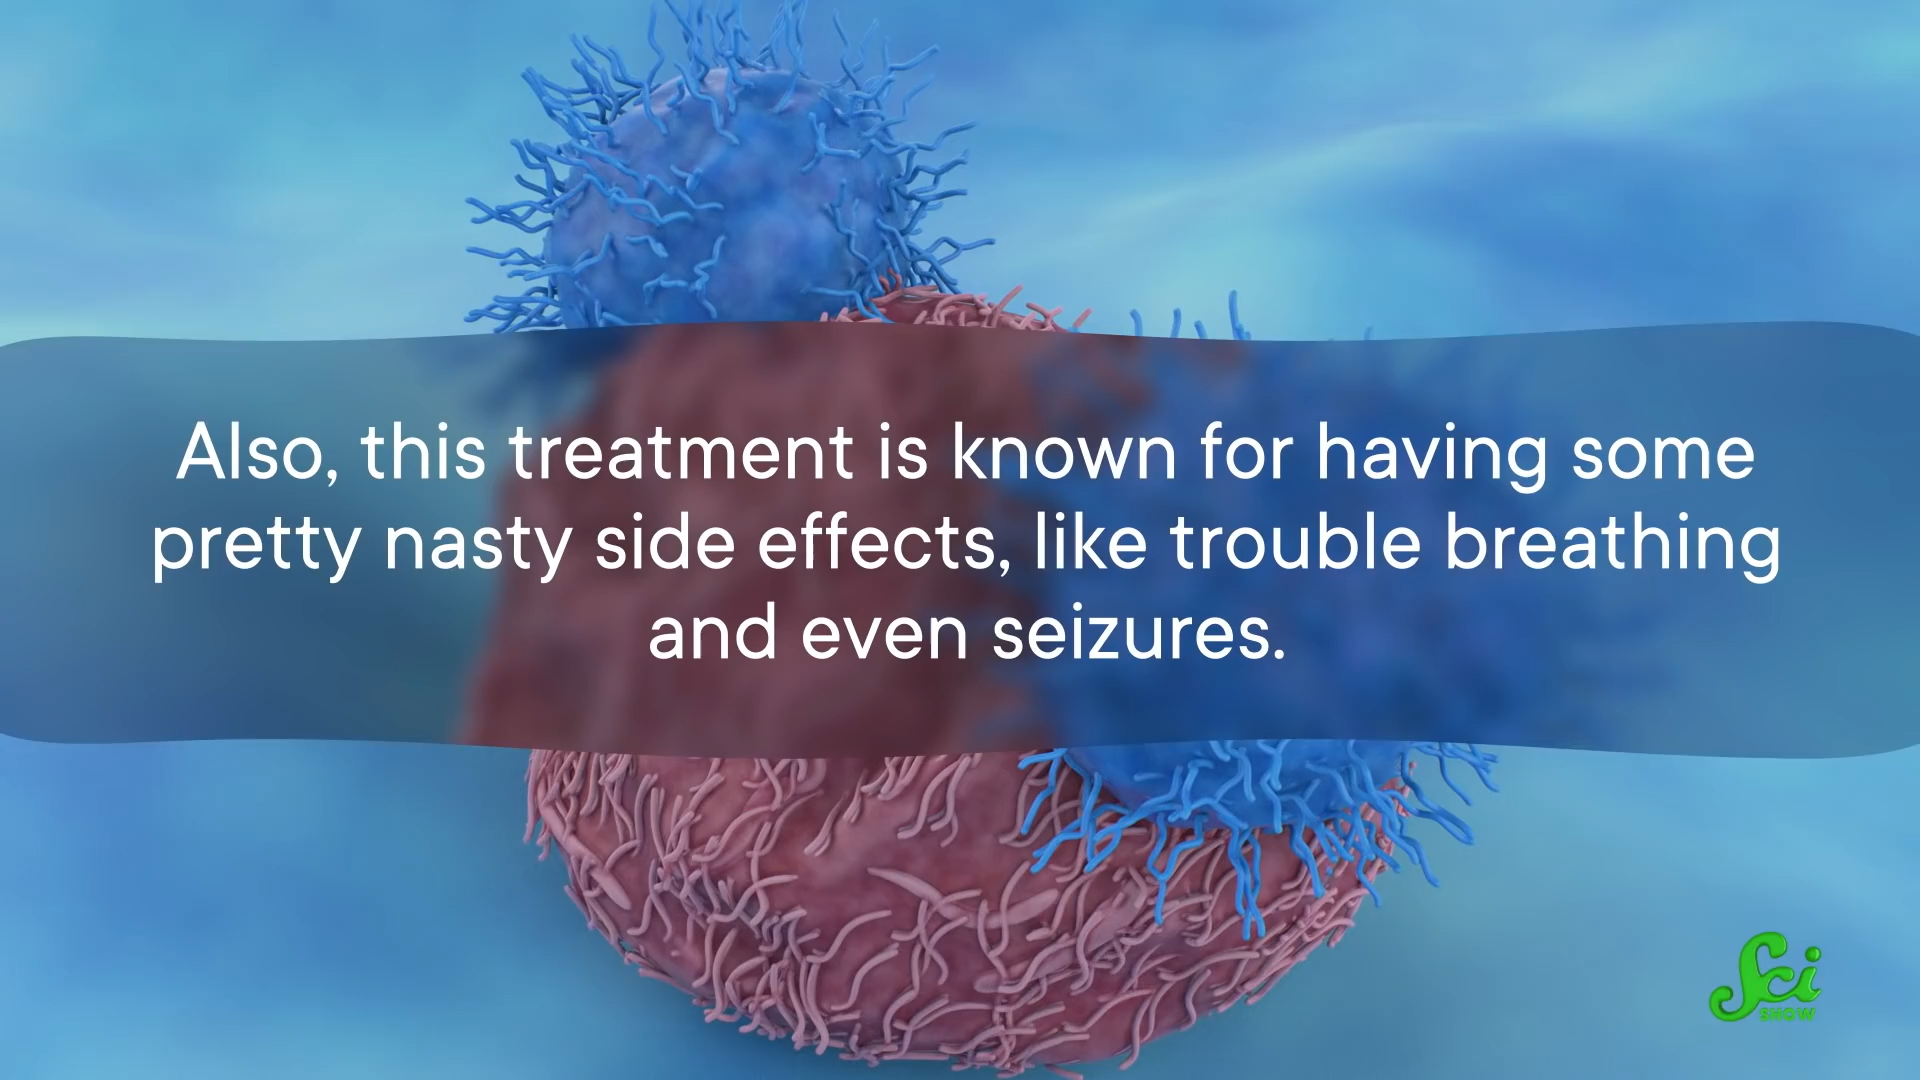 Also, this treatment is known for having some
pretty nasty side effects, like trouble breathing
and even seizures.
Sci
SHOW